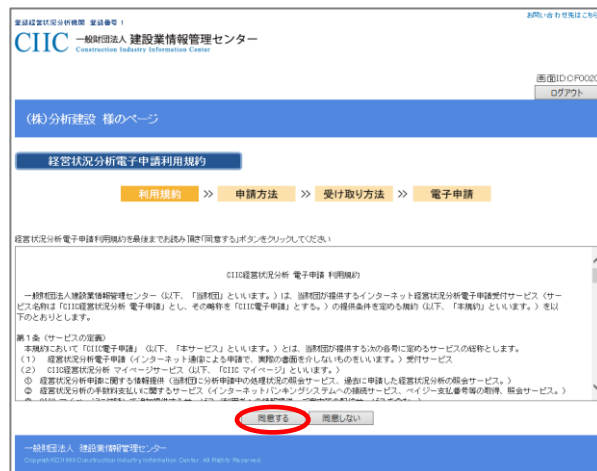 登録経営状況分析機関 登録番号 1
お問い合わせ先はこちら
CIIC 一般財団法人 建設業情報管理センター
Construction Industry Information Center
画面ID:CF0020
ログアウト
(株)分析建設 様のページ
経営状況分析電子申請利用規約
利用規約 >> 申請方法 >> 受け取り方法 >> 電子申請
経営状況分析電子申請利用規約を最後までお読み頂き「同意する」ボタンをクリックしてください
CIIC経営状況分析 電子申請 利用規約
一般財団法人建設業情報管理センター(以下、「当財団」といいます。)は、当財団が提供するインターネット経営状況分析電子申請受付サービス(サー
ビス名称は「CIIC経営状況分析 電子申請」とし、その略称を「CIIC電子申請」とする。)の提供条件を定める規約(以下、「本規約」といいます。)を以
下のとおりとします。
第1条(サービスの定義)
本規約において「CIIC電子申請」(以下、「本サービス」といいます。)とは、当財団が提供する次の各号に定めるサービスの総称とします。
(1) 経営状況分析電子申請(インターネット通信による申請で、実際の書面を介しないものをいいます。)受付サービス
(2) CIIC経営状況分析 マイページサービス(以下、「CIIC マイページ」といいます。)
① 経営状況分析申請に関する情報提供(当財団に分析申請中の処理状況の照会サービス、過去に申請した経営状況分析の照会サービス。)
② 経営状況分析の手数料支払いに関するサービス(インターネットバンキングシステムへの接続サービス、ペイジー支払番号等の取得、照会サービス。)
同意する 同意しない
一般財団法人 建設業情報管理センター
Copyright(C)1999 Construction Industry Information Center. All Rights Reserved.